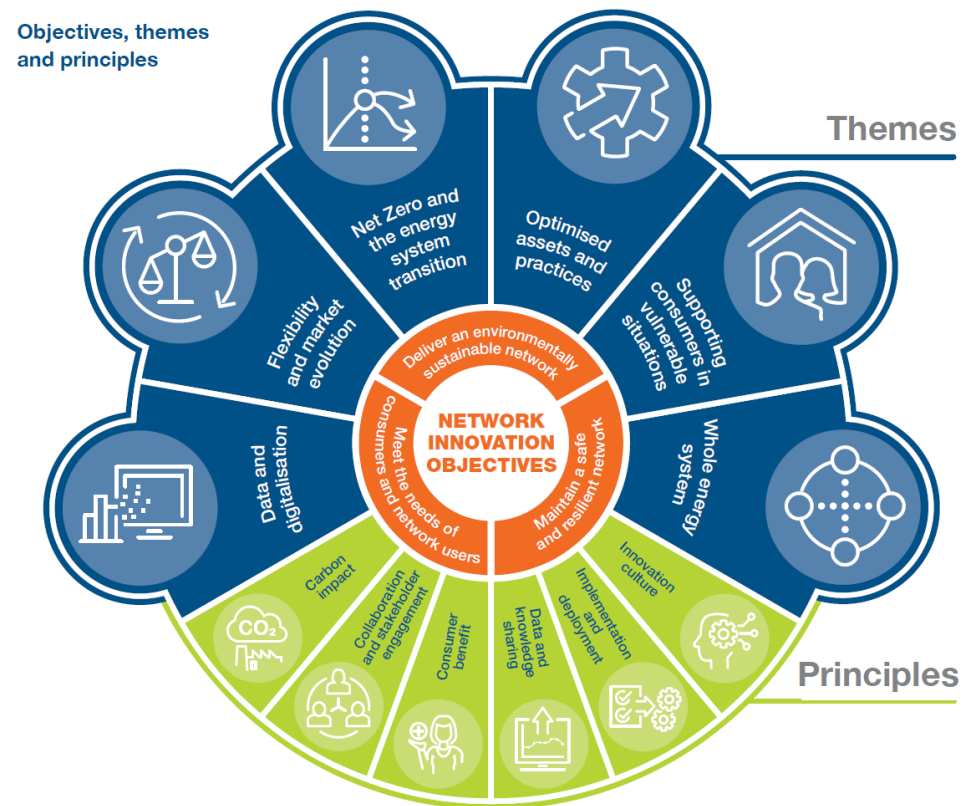 Objectives, themes
and principles
Themes
Net Zero and
the energy
system
transition
Optimised
assets and
practices
Flexibility
and market
evolution
Supporting
consumers in
vulnerable
situations
Data and
digitalisation
Whole energy
system
Deliver an environmentally
sustainable network
Meet the needs of
consumers and network users
Maintain a safe
and resilient network
NETWORK
INNOVATION
OBJECTIVES
Carbon
impact
CO₂
Collaboration
and stakeholder
engagement
Consumer
benefit
Data and
knowledge
sharing
Implementation
and
deployment
Innovation
culture
Principles